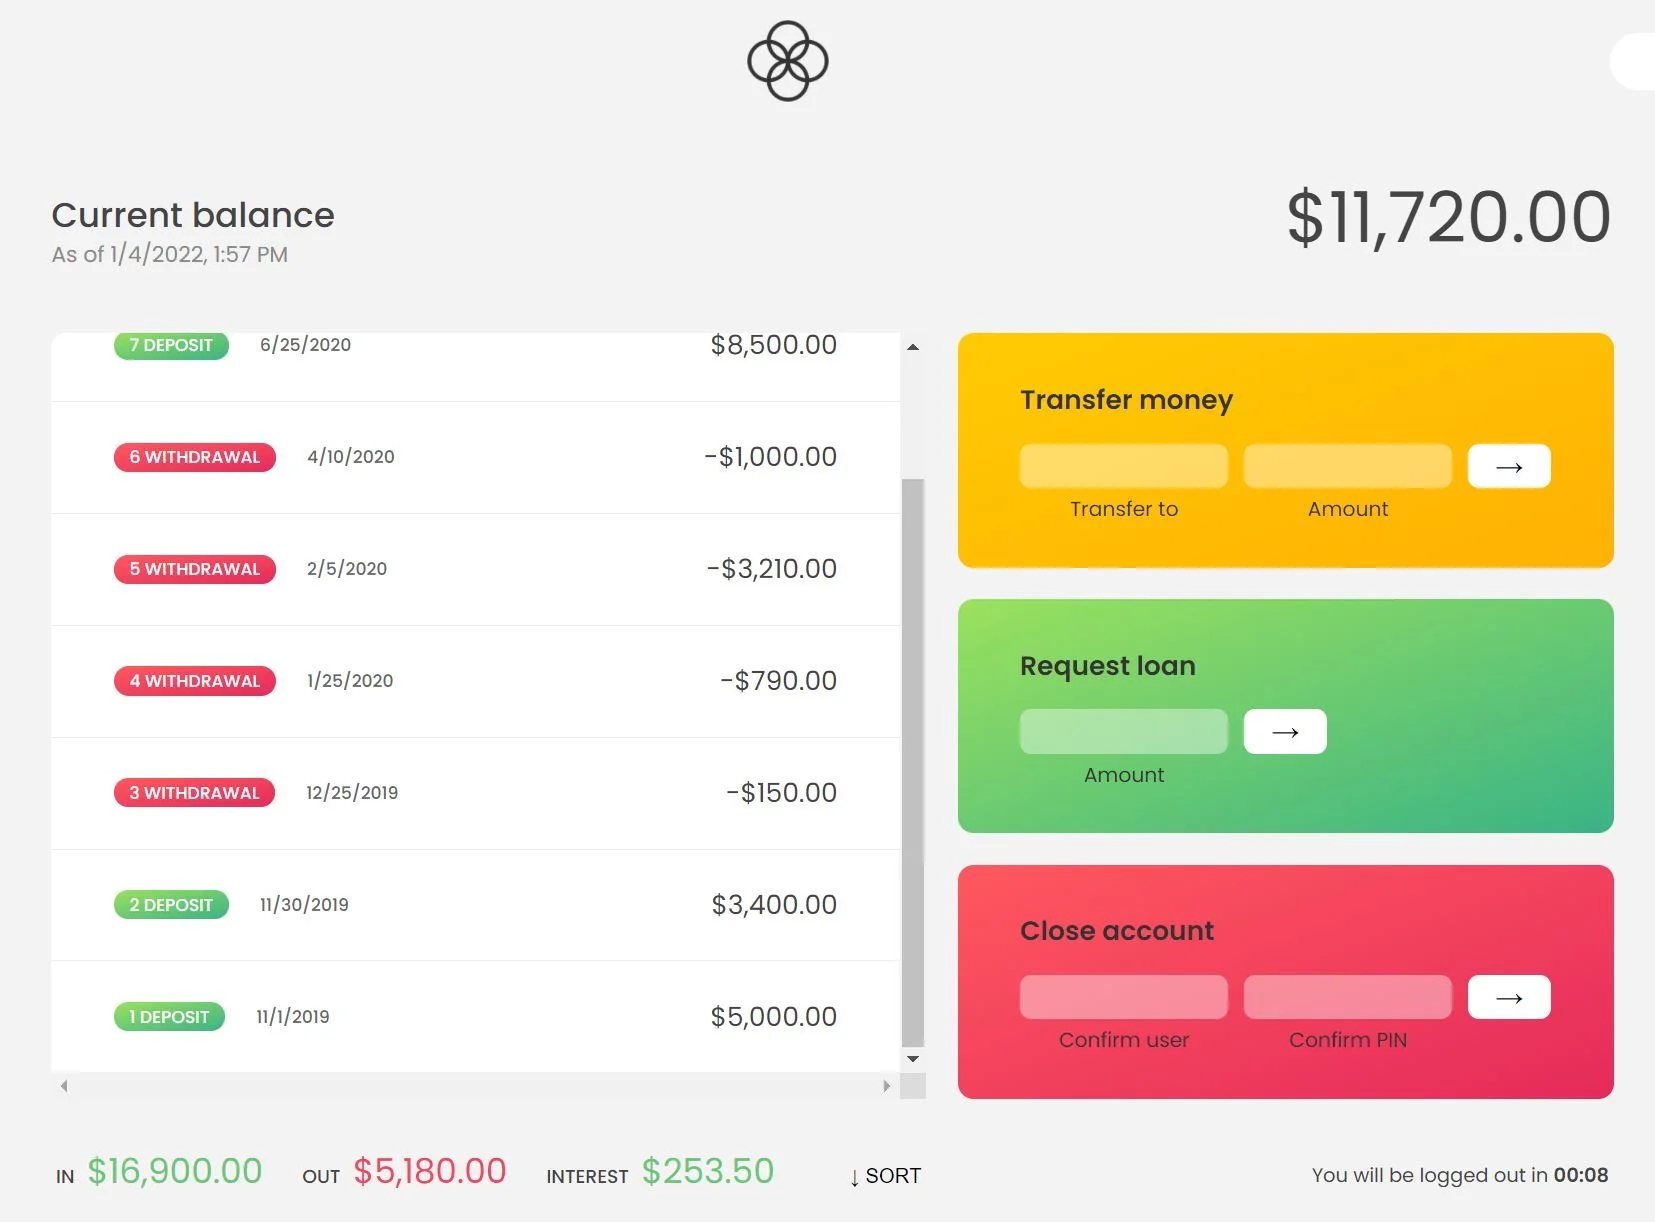 Current balance
As of 1/4/2022, 1:57 PM
$11,720.00
7 DEPOSIT 6/25/2020 $8,500.00
6 WITHDRAWAL 4/10/2020 -$1,000.00
5 WITHDRAWAL 2/5/2020 -$3,210.00
4 WITHDRAWAL 1/25/2020 -$790.00
3 WITHDRAWAL 12/25/2019 -$150.00
2 DEPOSIT 11/30/2019 $3,400.00
1 DEPOSIT 11/1/2019 $5,000.00
Transfer money
→
Transfer to Amount
Request loan
→
Amount
Close account
→
Confirm user Confirm PIN
IN $16,900.00 OUT $5,180.00 INTEREST $253.50 ↓ SORT
You will be logged out in 00:08